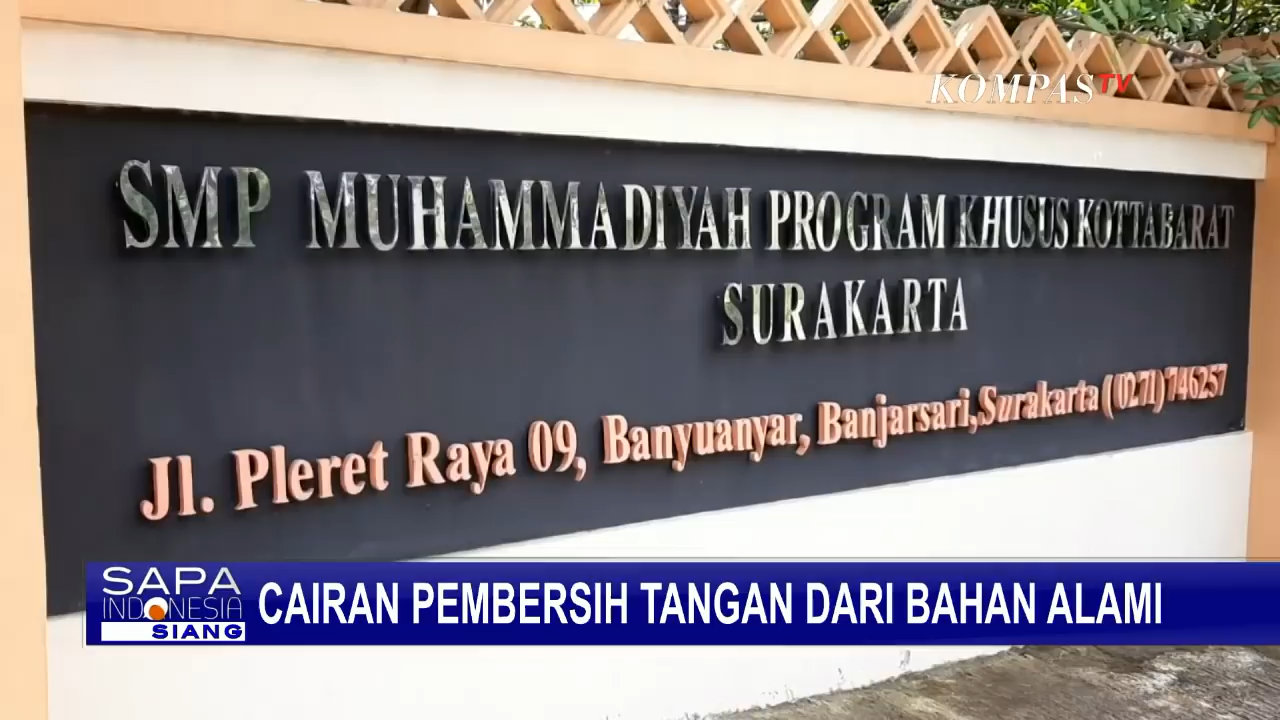 KOMPASTV
SMP MUHAMMADIYAH PROGRAM KHUSUS KOTTABARAT
SURAKARTA
Jl. Pleret Raya 09, Banyuanyar, Banjarsari,Surakarta (0271)746257
SAPA
INDONESIA
SIANG
CAIRAN PEMBERSIH TANGAN DARI BAHAN ALAMI